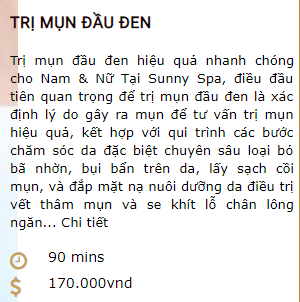 TRỊ MỤN ĐẦU ĐEN
Trị mụn đầu đen hiệu quả nhanh chóng
cho Nam & Nữ Tại Sunny Spa, điều đầu
tiên quan trọng để trị mụn đầu đen là xác
định lý do gây ra mụn để tư vấn trị mụn
hiệu quả, kết hợp với qui trình các bước
chăm sóc da đặc biệt chuyên sâu loại bỏ
bã nhờn, bụi bẩn trên da, lấy sạch cồi
mụn, và đắp mặt nạ nuôi dưỡng da điều trị
vết thâm mụn và se khít lỗ chân lông
ngăn... Chi tiết
90 mins
$ 170.000vnd